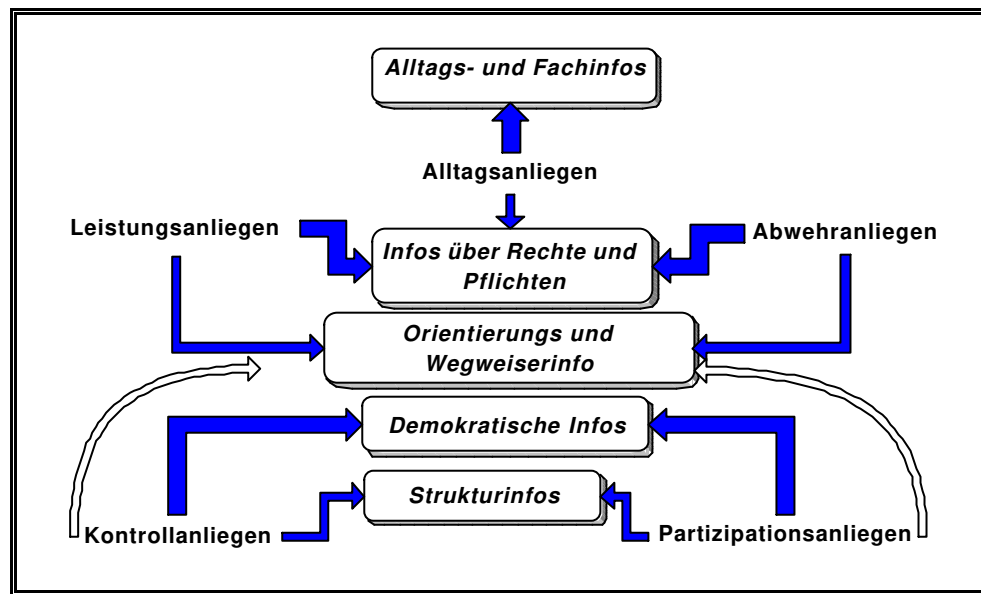 Alltags- und Fachinfos
Alltagsanliegen
Leistungsanliegen
Abwehranliegen
Infos über Rechte und
Pflichten
Orientierungs und
Wegweiserinfo
Demokratische Infos
Strukturinfos
Kontrollanliegen
Partizipationsanliegen